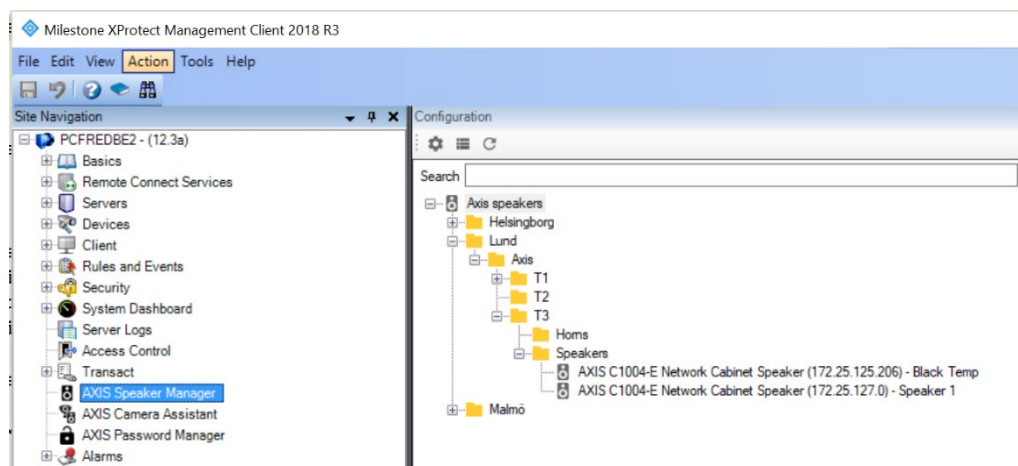 Milestone XProtect Management Client 2018 R3
File Edit View Action Tools Help
Site Navigation
PCFREDBE2 - (12.3a)
Basics
Remote Connect Services
Servers
Devices
Client
Rules and Events
Security
System Dashboard
Server Logs
Access Control
Transact
AXIS Speaker Manager
AXIS Camera Assistant
AXIS Password Manager
Alarms
Configuration
Search
Axis speakers
Helsingborg
Lund
Axis
T1
T2
T3
Horns
Speakers
AXIS C1004-E Network Cabinet Speaker (172.25.125.206) - Black Temp
AXIS C1004-E Network Cabinet Speaker (172.25.127.0) - Speaker 1
Malmö